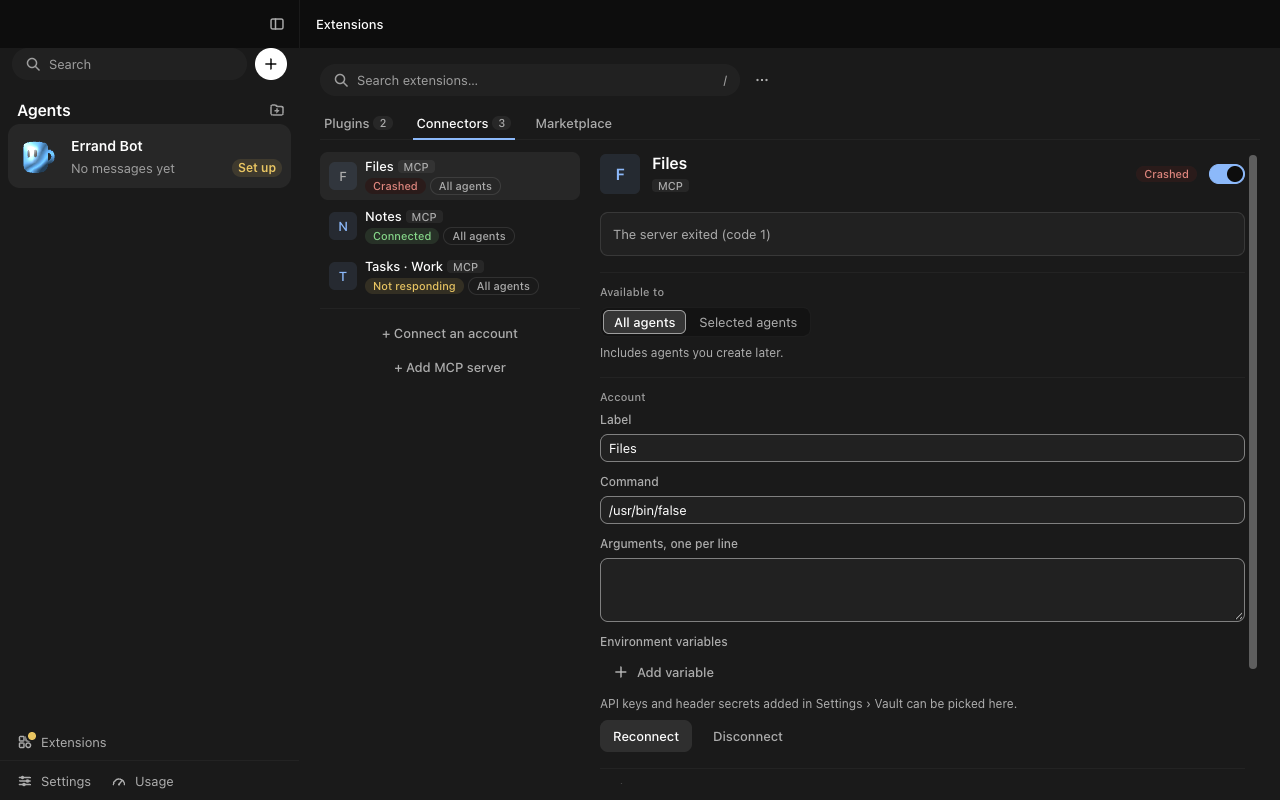 Extensions
Search
Agents
Errand Bot
No messages yet
Set up
Extensions
Settings
Usage
Search extensions...
/
Plugins 2
Connectors 3
Marketplace
F
Files MCP
Crashed All agents
N
Notes MCP
Connected All agents
T
Tasks · Work MCP
Not responding All agents
+ Connect an account
+ Add MCP server
F
Files
MCP
Crashed
The server exited (code 1)
Available to
All agents Selected agents
Includes agents you create later.
Account
Label
Files
Command
/usr/bin/false
Arguments, one per line
Environment variables
Add variable
API keys and header secrets added in Settings › Vault can be picked here.
Reconnect Disconnect